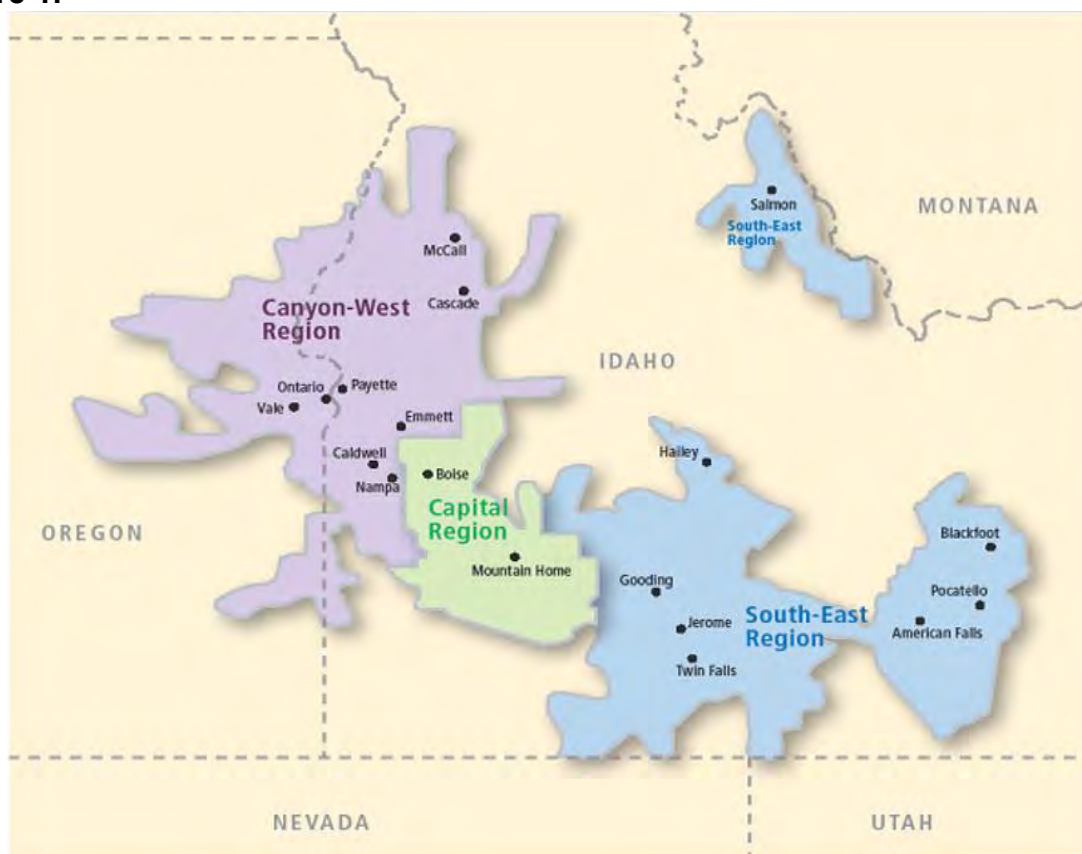 Salmon
South-East
Region
MONTANA
McCall
Cascade
Canyon-West
Region
IDAHO
Ontario
Payette
Vale
Emmett
Caldwell
Nampa
Boise
Hailey
Capital
Region
OREGON
Mountain Home
Blackfoot
Gooding
Pocatello
Jerome
South-East
Region
American Falls
Twin Falls
NEVADA
UTAH